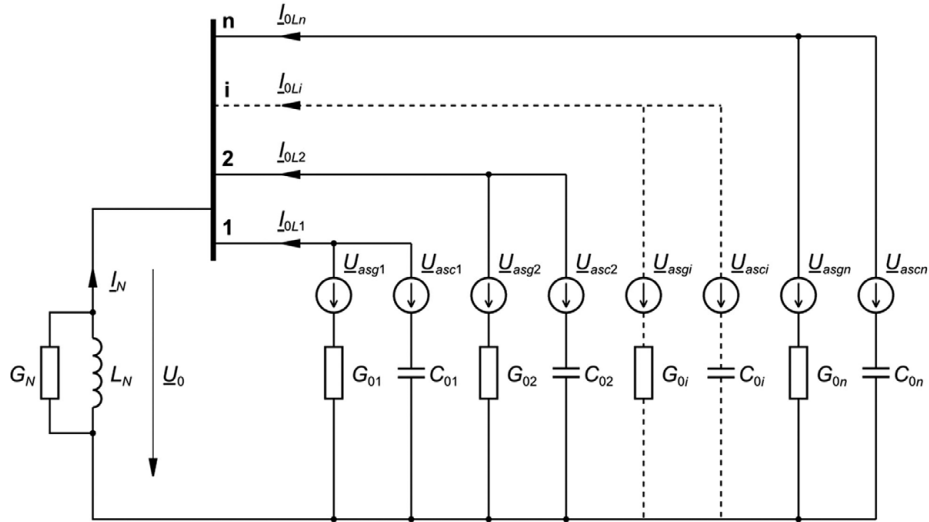 n
I0Ln
i
I0Li
2
I0L2
1
I0L1
Uasg1
Uasc1
Uasg2
Uasc2
Uasgi
Uasci
Uasgn
Uascn
IN
GN
LN
U0
G01
C01
G02
C02
G0i
C0i
G0n
C0n